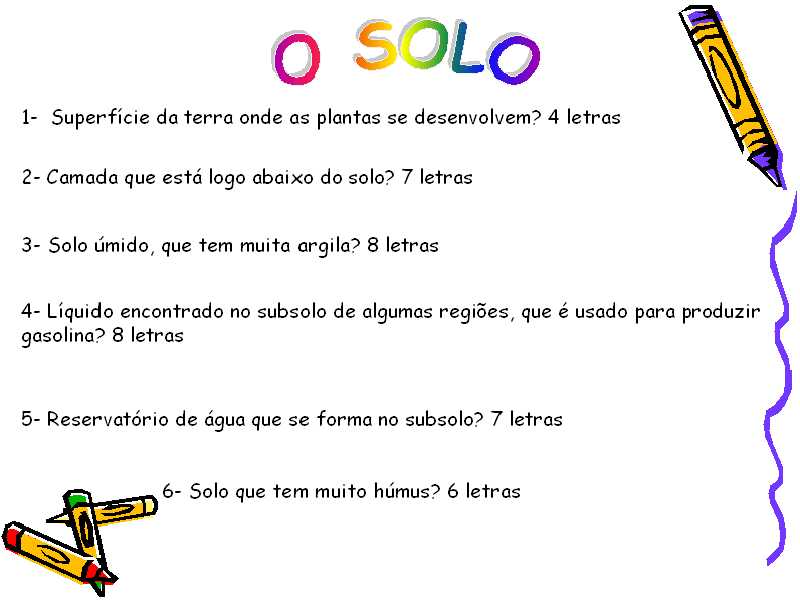 O SOLO
1- Superfície da terra onde as plantas se desenvolvem? 4 letras
2- Camada que está logo abaixo do solo? 7 letras
3- Solo úmido, que tem muita argila? 8 letras
4- Líquido encontrado no subsolo de algumas regiões, que é usado para produzir
gasolina? 8 letras
5- Reservatório de água que se forma no subsolo? 7 letras
6- Solo que tem muito húmus? 6 letras